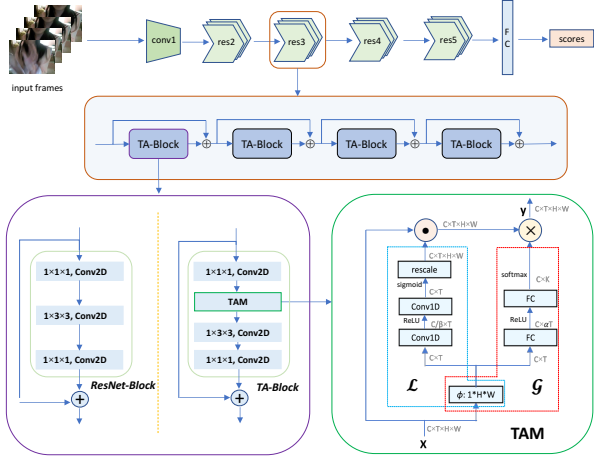 input frames
conv1
res2
res3
res4
res5
FC
scores
TA-Block
TA-Block
TA-Block
TA-Block
1×1×1, Conv2D
1×3×3, Conv2D
1×1×1, Conv2D
ResNet-Block
1×1×1, Conv2D
TAM
1×3×3, Conv2D
1×1×1, Conv2D
TA-Block
y
C×T×H×W
C×T×H×W
C×T×H×W
rescale
sigmoid
C×T
Conv1D
ReLU
C/β×T
Conv1D
C×T
softmax
C×K
FC
ReLU
C×αT
FC
C×T
ℒ
𝒢
ϕ: 1*H*W
C×T×H×W
X
TAM